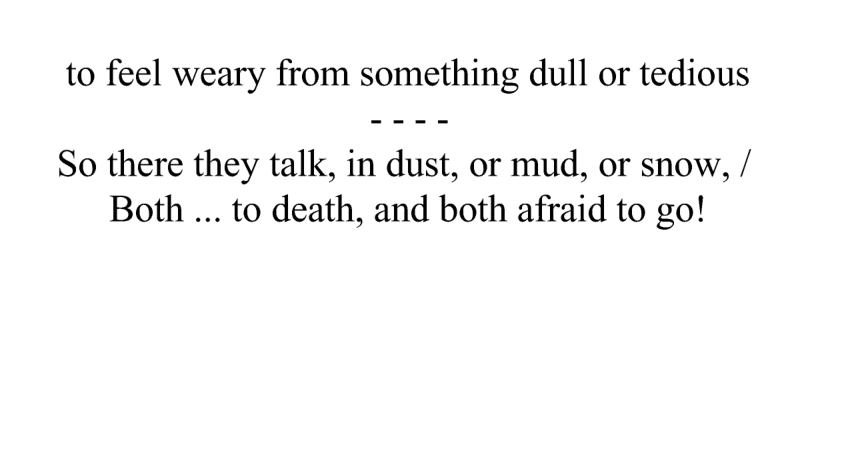 to feel weary from something dull or tedious
- - - -
So there they talk, in dust, or mud, or snow, /
Both ... to death, and both afraid to go!